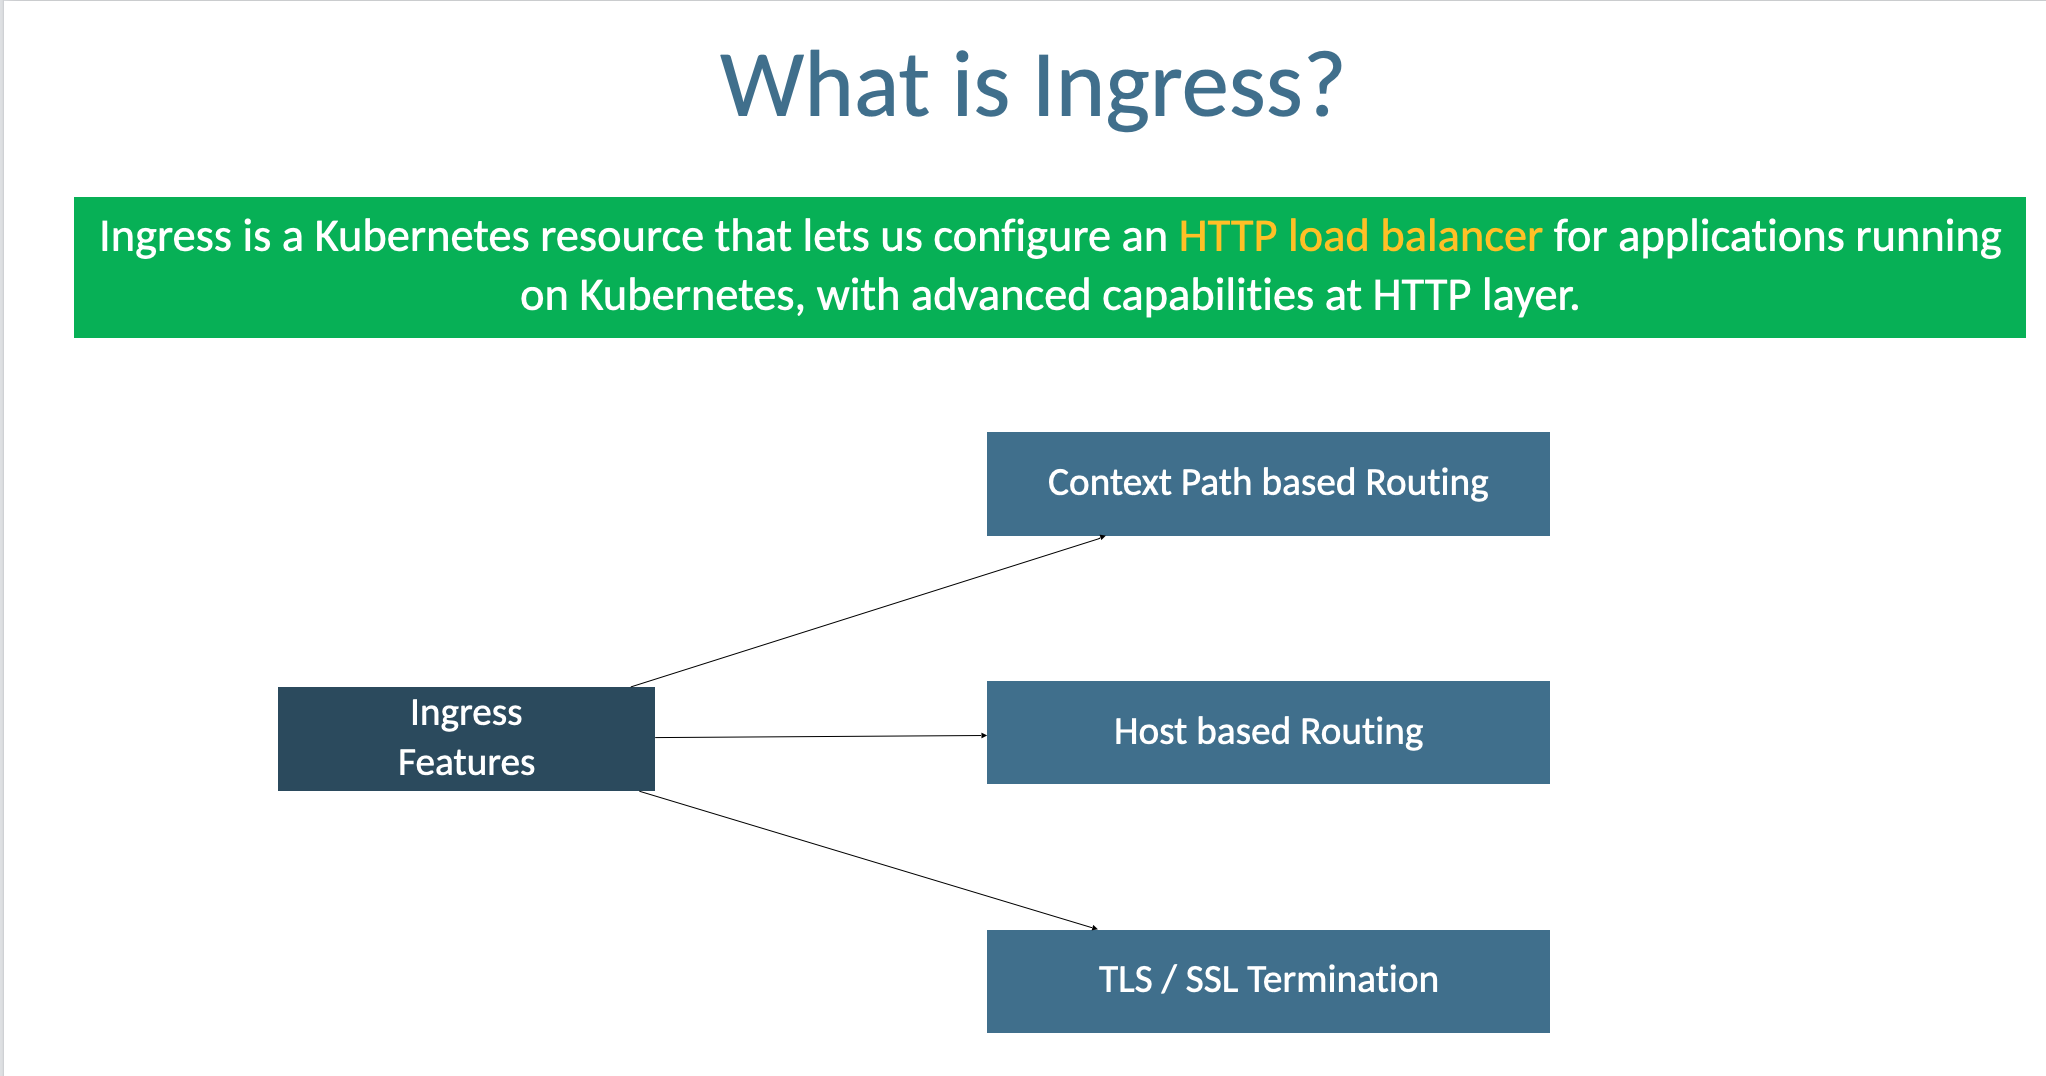 What is Ingress?
Ingress is a Kubernetes resource that lets us configure an HTTP load balancer for applications running
on Kubernetes, with advanced capabilities at HTTP layer.
Context Path based Routing
Ingress
Features
Host based Routing
TLS / SSL Termination